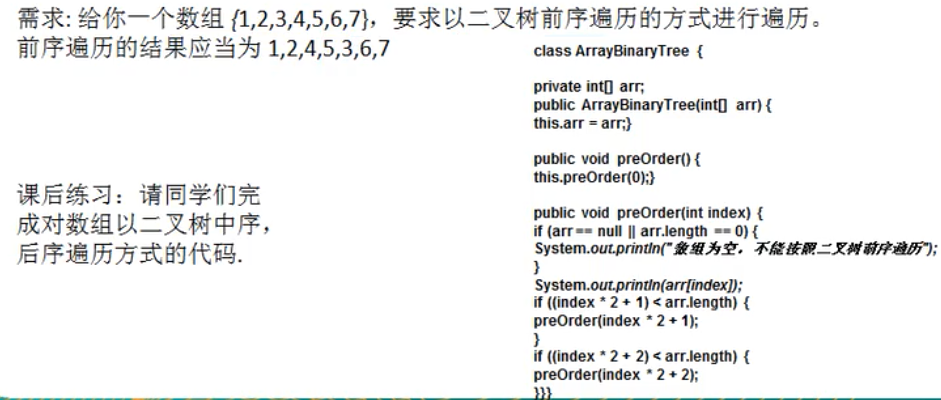 需求: 给你一个数组 {1,2,3,4,5,6,7}，要求以二叉树前序遍历的方式进行遍历。
前序遍历的结果应当为 1,2,4,5,3,6,7
课后练习：请同学们完
成对数组以二叉树中序，
后序遍历方式的代码.
class ArrayBinaryTree {
private int[] arr;
public ArrayBinaryTree(int[] arr) {
this.arr = arr;}
public void preOrder() {
this.preOrder(0);}
public void preOrder(int index) {
if (arr == null || arr.length == 0) {
System.out.println("数组为空，不能按照二叉树前序遍历");
}
System.out.println(arr[index]);
if ((index * 2 + 1) < arr.length) {
preOrder(index * 2 + 1);
}
if ((index * 2 + 2) < arr.length) {
preOrder(index * 2 + 2);
}}}